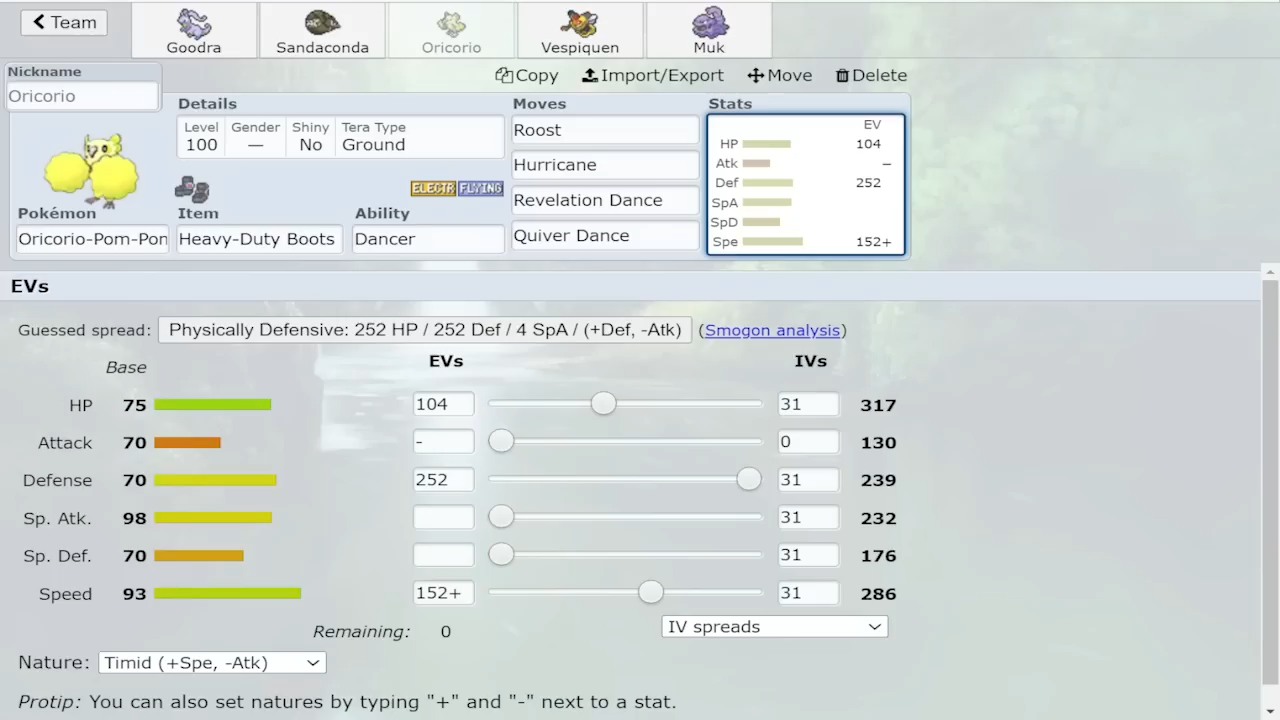 Team
Goodra
Sandaconda
Oricorio
Vespiquen
Muk
Nickname
Oricorio
Copy
Import/Export
Move
Delete
Details
Level
100
Gender
—
Shiny
No
Tera Type
Ground
ELECTR
FLYING
Pokémon
Oricorio-Pom-Pon
Item
Heavy-Duty Boots
Ability
Dancer
Moves
Roost
Hurricane
Revelation Dance
Quiver Dance
Stats
EV
HP 104
Atk –
Def 252
SpA
SpD
Spe 152+
EVs
Guessed spread: Physically Defensive: 252 HP / 252 Def / 4 SpA / (+Def, -Atk) (Smogon analysis)
Base EVs IVs
HP 75 104 31 317
Attack 70 - 0 130
Defense 70 252 31 239
Sp. Atk. 98 31 232
Sp. Def. 70 31 176
Speed 93 152+ 31 286
Remaining: 0
IV spreads
Nature: Timid (+Spe, -Atk)
Protip: You can also set natures by typing "+" and "-" next to a stat.